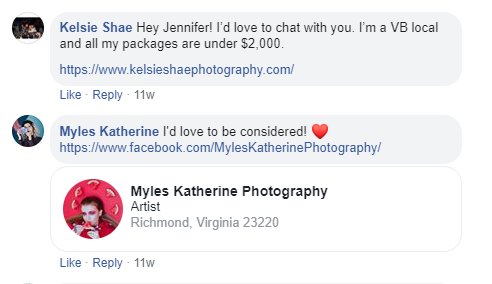 Kelsie Shae Hey Jennifer! I'd love to chat with you. I'm a VB local
and all my packages are under $2,000.
https://www.kelsieshaephotography.com/
Like · Reply · 11w
Myles Katherine I'd love to be considered! ❤️
https://www.facebook.com/MylesKatherinePhotography/
Myles Katherine Photography
Artist
Richmond, Virginia 23220
Like · Reply · 11w